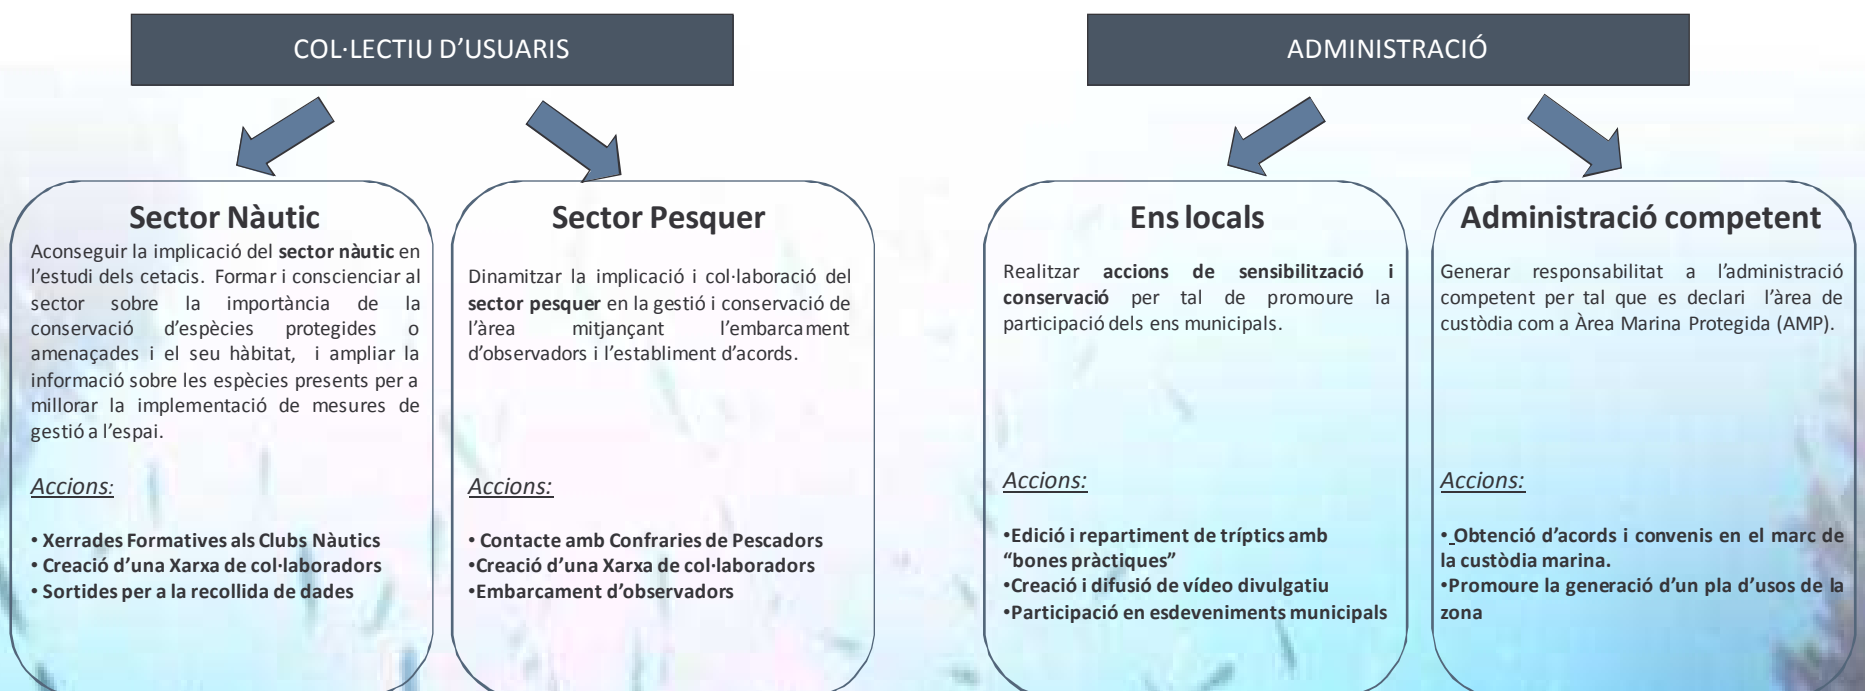 COL·LECTIU D’USUARIS
Sector Nàutic
Aconseguir la implicació del sector nàutic en
l’estudi dels cetacis. Formar i conscienciar al
sector sobre la importància de la
conservació d’espècies protegides o
amenaçades i el seu hàbitat, i ampliar la
informació sobre les espècies presents per a
millorar la implementació de mesures de
gestió a l’espai.
Accions:
• Xerrades Formatives als Clubs Nàutics
• Creació d’una Xarxa de col·laboradors
• Sortides per a la recollida de dades
Sector Pesquer
Dinamitzar la implicació i col·laboració del
sector pesquer en la gestió i conservació de
l’àrea mitjançant l’embarcament
d’observadors i l’establiment d’acords.
Accions:
• Contacte amb Confraries de Pescadors
•Creació d’una Xarxa de col·laboradors
•Embarcament d’observadors
ADMINISTRACIÓ
Ens locals
Realitzar accions de sensibilització i
conservació per tal de promoure la
participació dels ens municipals.
Accions:
•Edició i repartiment de tríptics amb
“bones pràctiques”
•Creació i difusió de vídeo divulgatiu
•Participació en esdeveniments municipals
Administració competent
Generar responsabilitat a l’administració
competent per tal que es declari l’àrea de
custòdia com a Àrea Marina Protegida (AMP).
Accions:
• Obtenció d’acords i convenis en el marc de
la custòdia marina.
•Promoure la generació d’un pla d’usos de la
zona